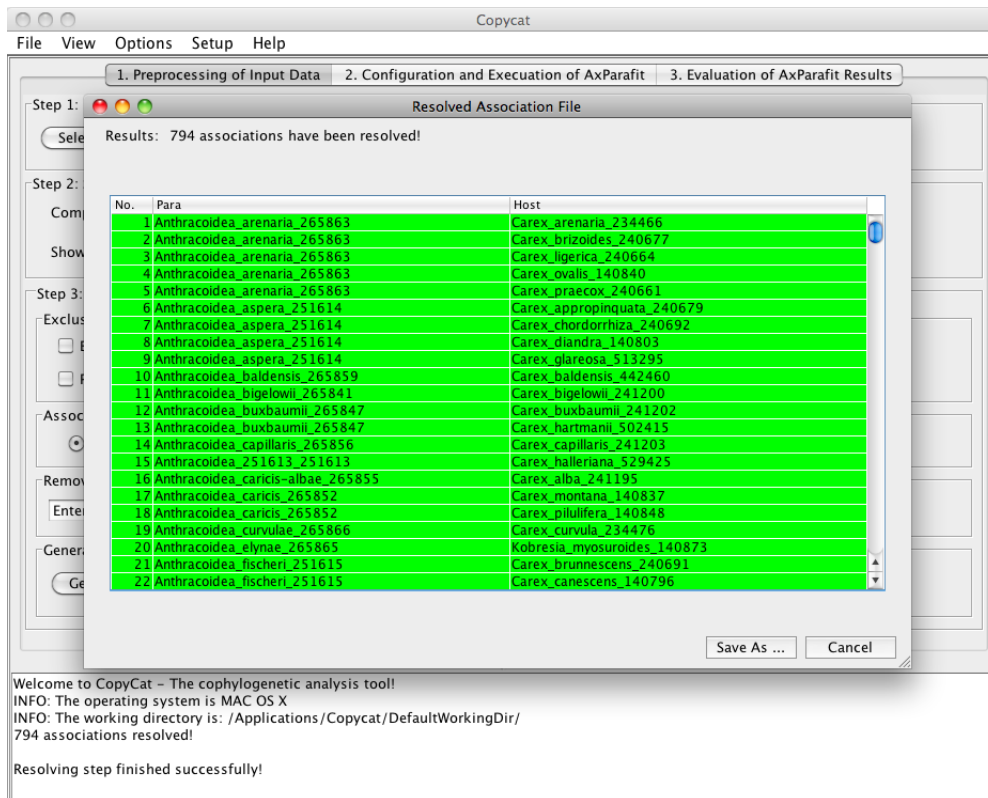 Copycat
File View Options Setup Help
1. Preprocessing of Input Data 2. Configuration and Execuation of AxParafit 3. Evaluation of AxParafit Results
Step 1:
Resolved Association File
Results: 794 associations have been resolved!
Step 2:
Show
Step 3:
No. Para Host
1 Anthracoidea_arenaria_265863 Carex_arenaria_234466
2 Anthracoidea_arenaria_265863 Carex_brizoides_240677
3 Anthracoidea_arenaria_265863 Carex_ligerica_240664
4 Anthracoidea_arenaria_265863 Carex_ovalis_140840
5 Anthracoidea_arenaria_265863 Carex_praecox_240661
6 Anthracoidea_aspera_251614 Carex_appropinquata_240679
7 Anthracoidea_aspera_251614 Carex_chordorrhiza_240692
8 Anthracoidea_aspera_251614 Carex_diandra_140803
9 Anthracoidea_aspera_251614 Carex_glareosa_513295
10 Anthracoidea_baldensis_265859 Carex_baldensis_442460
11 Anthracoidea_bigelowii_265841 Carex_bigelowii_241200
12 Anthracoidea_buxbaumii_265847 Carex_buxbaumii_241202
13 Anthracoidea_buxbaumii_265847 Carex_hartmanii_502415
14 Anthracoidea_capillaris_265856 Carex_capillaris_241203
15 Anthracoidea_251613_251613 Carex_halleriana_529425
16 Anthracoidea_caricis-albae_265855 Carex_alba_241195
17 Anthracoidea_caricis_265852 Carex_montana_140837
18 Anthracoidea_caricis_265852 Carex_pilulifera_140848
19 Anthracoidea_curvulae_265866 Carex_curvula_234476
20 Anthracoidea_elynae_265865 Kobresia_myosuroides_140873
21 Anthracoidea_fischeri_251615 Carex_brunnescens_240691
22 Anthracoidea_fischeri_251615 Carex_canescens_140796
Save As ... Cancel
Welcome to CopyCat - The cophylogenetic analysis tool!
INFO: The operating system is MAC OS X
INFO: The working directory is: /Applications/Copycat/DefaultWorkingDir/
794 associations resolved!
Resolving step finished successfully!